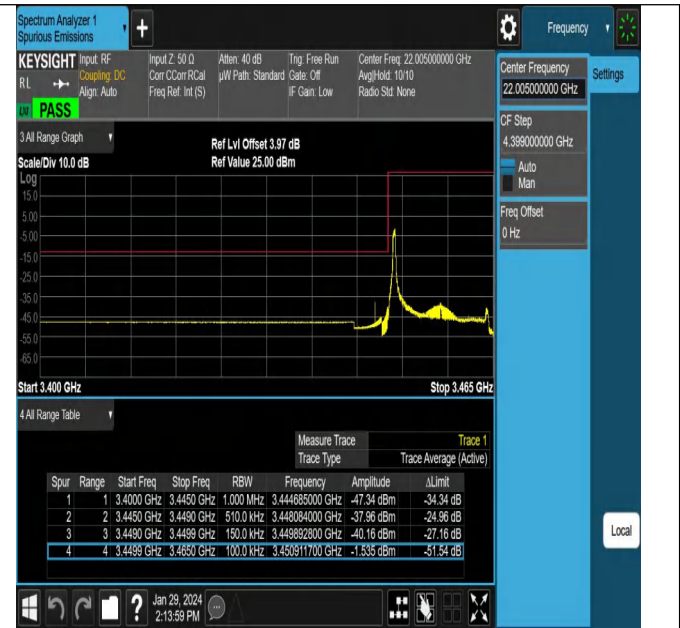 Spectrum Analyzer 1
Spurious Emissions
+
Frequency
KEYSIGHT
RL
PASS
Input: RF
Coupling: DC
Align: Auto
Input Z: 50 Ω
Corr CCorr RCal
Freq Ref: Int (S)
Atten: 40 dB
µW Path: Standard
Trig: Free Run
Gate: Off
IF Gain: Low
Center Freq: 22.005000000 GHz
Avg|Hold: 10/10
Radio Std: None
Center Frequency
22.005000000 GHz
Settings
CF Step
4.399000000 GHz
Auto
Man
Freq Offset
0 Hz
3 All Range Graph
Scale/Div 10.0 dB
Ref Lvl Offset 3.97 dB
Ref Value 25.00 dBm
Log
15.0
5.00
-5.00
-15.0
-25.0
-35.0
-45.0
-55.0
-65.0
Start 3.400 GHz
Stop 3.465 GHz
4 All Range Table
Measure Trace Trace 1
Trace Type Trace Average (Active)
Spur Range Start Freq Stop Freq RBW Frequency Amplitude ΔLimit
1 1 3.4000 GHz 3.4450 GHz 1.000 MHz 3.444685000 GHz -47.34 dBm -34.34 dB
2 2 3.4450 GHz 3.4490 GHz 510.0 kHz 3.448084000 GHz -37.96 dBm -24.96 dB
3 3 3.4490 GHz 3.4499 GHz 150.0 kHz 3.449892800 GHz -40.16 dBm -27.16 dB
4 4 3.4499 GHz 3.4650 GHz 100.0 kHz 3.450911700 GHz -1.535 dBm -51.54 dB
Local
?
Jan 29, 2024
2:13:59 PM